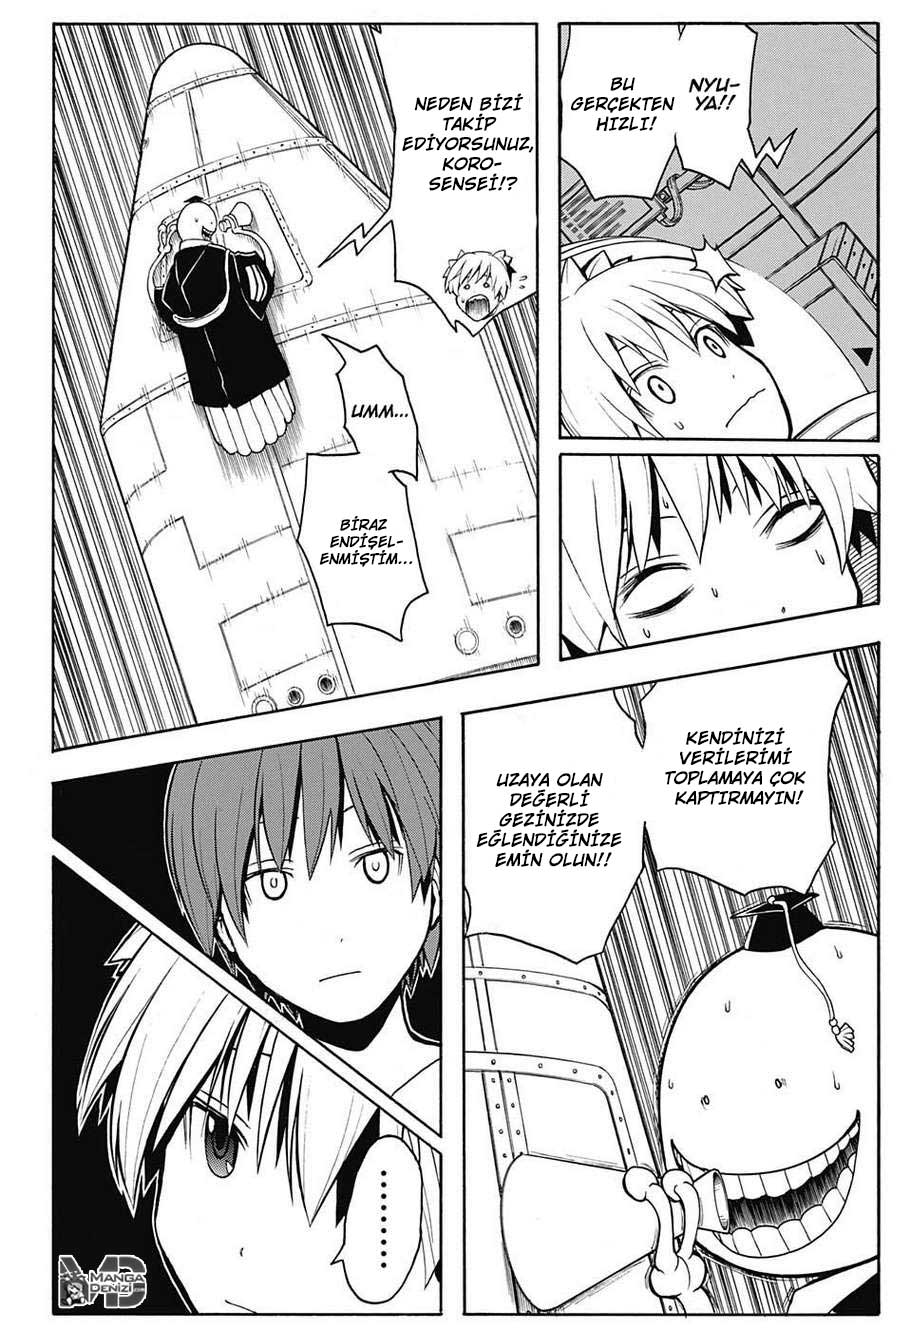 NYU-
YA!!
BU
GERÇEKTEN
HIZLI!
NEDEN BİZİ
TAKİP
EDİYORSUNUZ,
KORO-
SENSEİ!?
UMM...
BİRAZ
ENDİŞEL-
ENMİŞTİM...
KENDİNİZİ
VERİLERİMİ
TOPLAMAYA ÇOK
KAPTIRMAYIN!
UZAYA OLAN
DEĞERLİ
GEZİNİZDE
EĞLENDİĞİNİZE
EMİN OLUN!!
.........
MANGA
DENİZİ